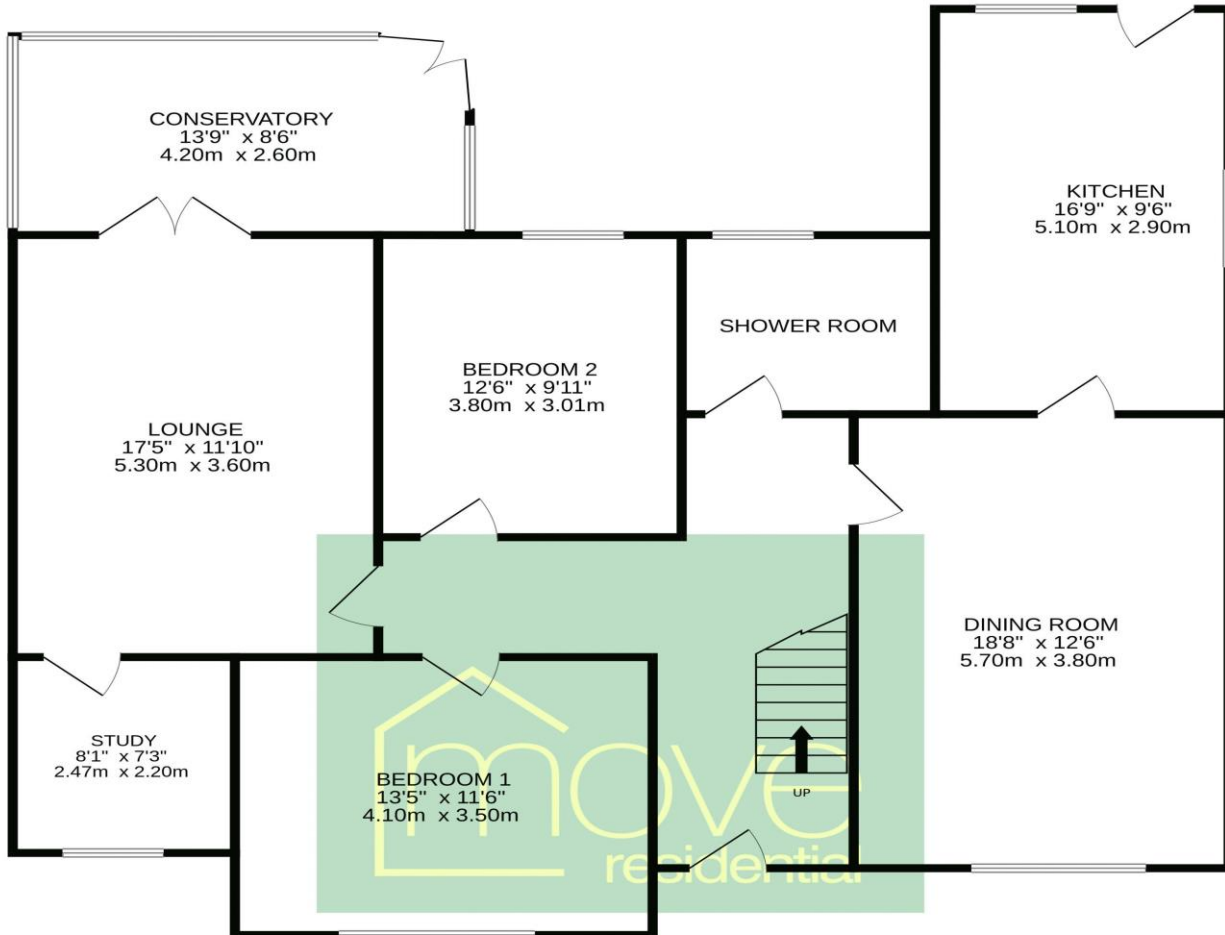 CONSERVATORY
13'9" x 8'6"
4.20m x 2.60m
KITCHEN
16'9" x 9'6"
5.10m x 2.90m
SHOWER ROOM
BEDROOM 2
12'6" x 9'11"
3.80m x 3.01m
LOUNGE
17'5" x 11'10"
5.30m x 3.60m
DINING ROOM
18'8" x 12'6"
5.70m x 3.80m
STUDY
8'1" x 7'3"
2.47m x 2.20m
BEDROOM 1
13'5" x 11'6"
4.10m x 3.50m
UP
move
residential